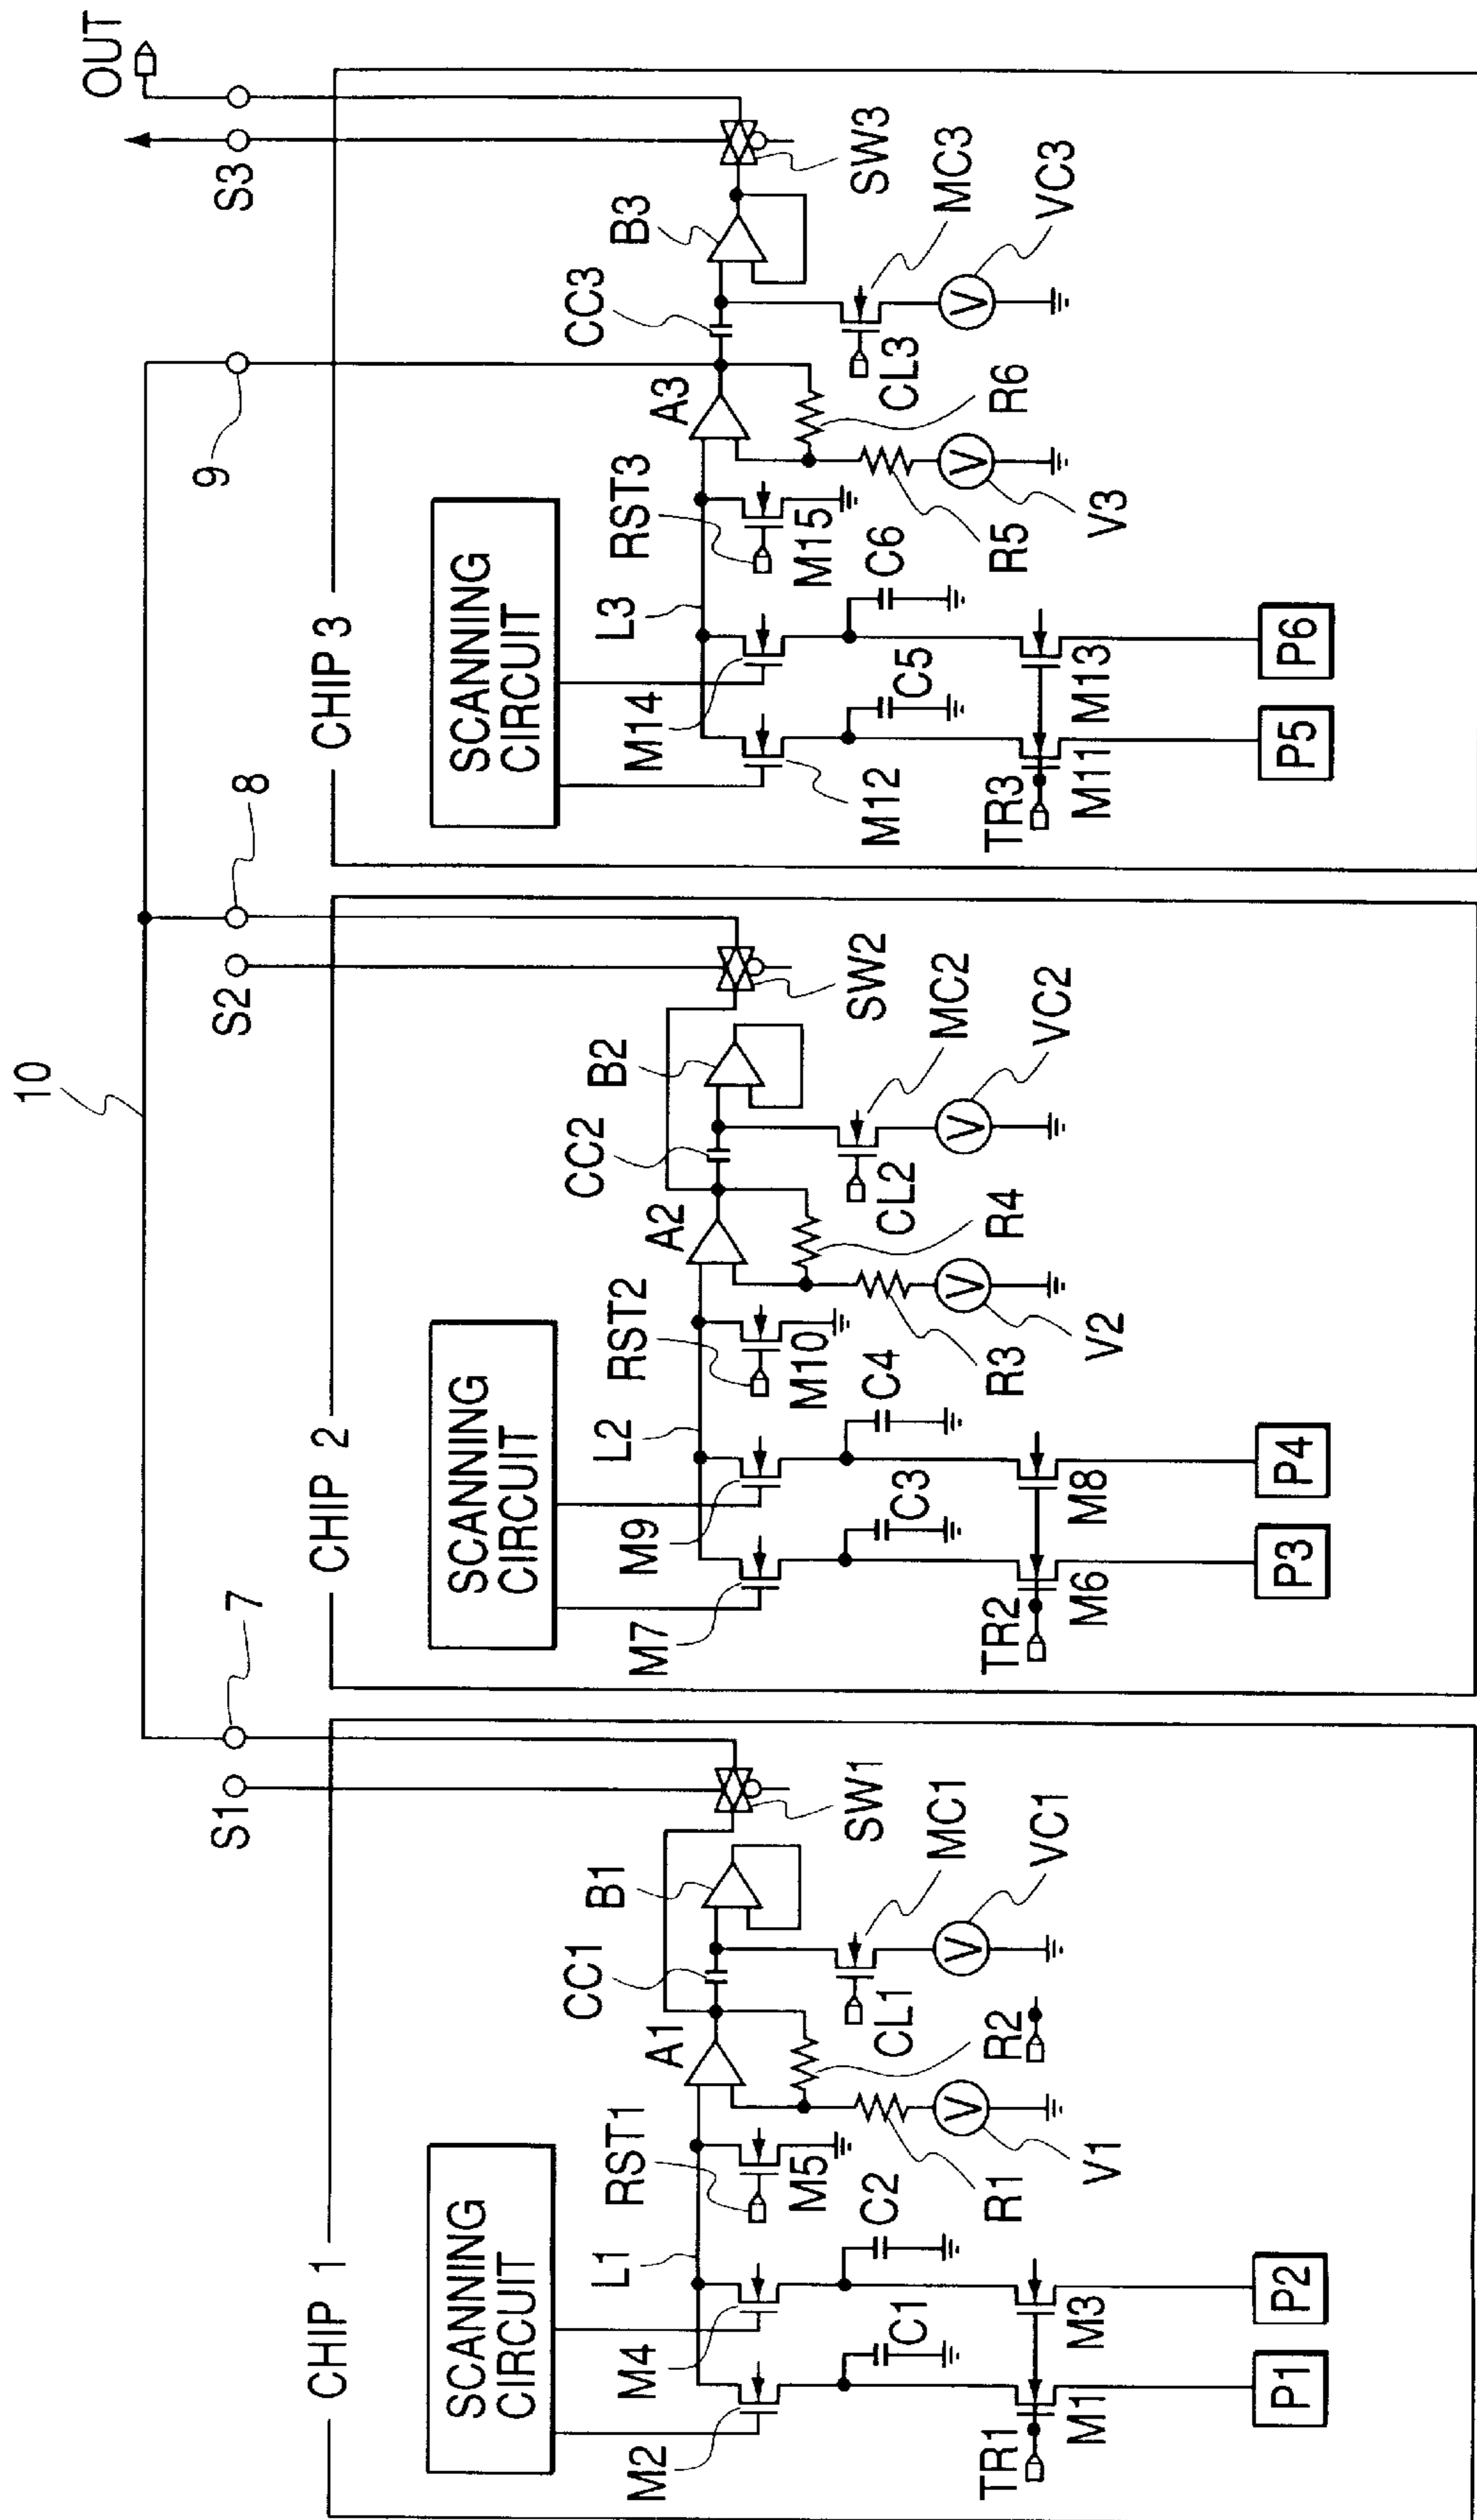 10
OUT
S1
7
S2
8
9
S3
CHIP 1
SCANNING
CIRCUIT
M2
M4
L1
RST1
M5
A1
CC1
B1
SW1
MC1
CL1
VC1
R2
R1
V1
C1
C2
TR1
M1
M3
P1
P2
CHIP 2
SCANNING
CIRCUIT
M7
M9
L2
RST2
M10
A2
CC2
B2
SW2
MC2
CL2
VC2
R4
R3
V2
C3
C4
TR2
M6
M8
P3
P4
CHIP 3
SCANNING
CIRCUIT
M12
M14
L3
RST3
M15
A3
CC3
B3
SW3
MC3
CL3
VC3
R6
R5
V3
C5
C6
TR3
M11
M13
P5
P6
V
V
V
V
V
V